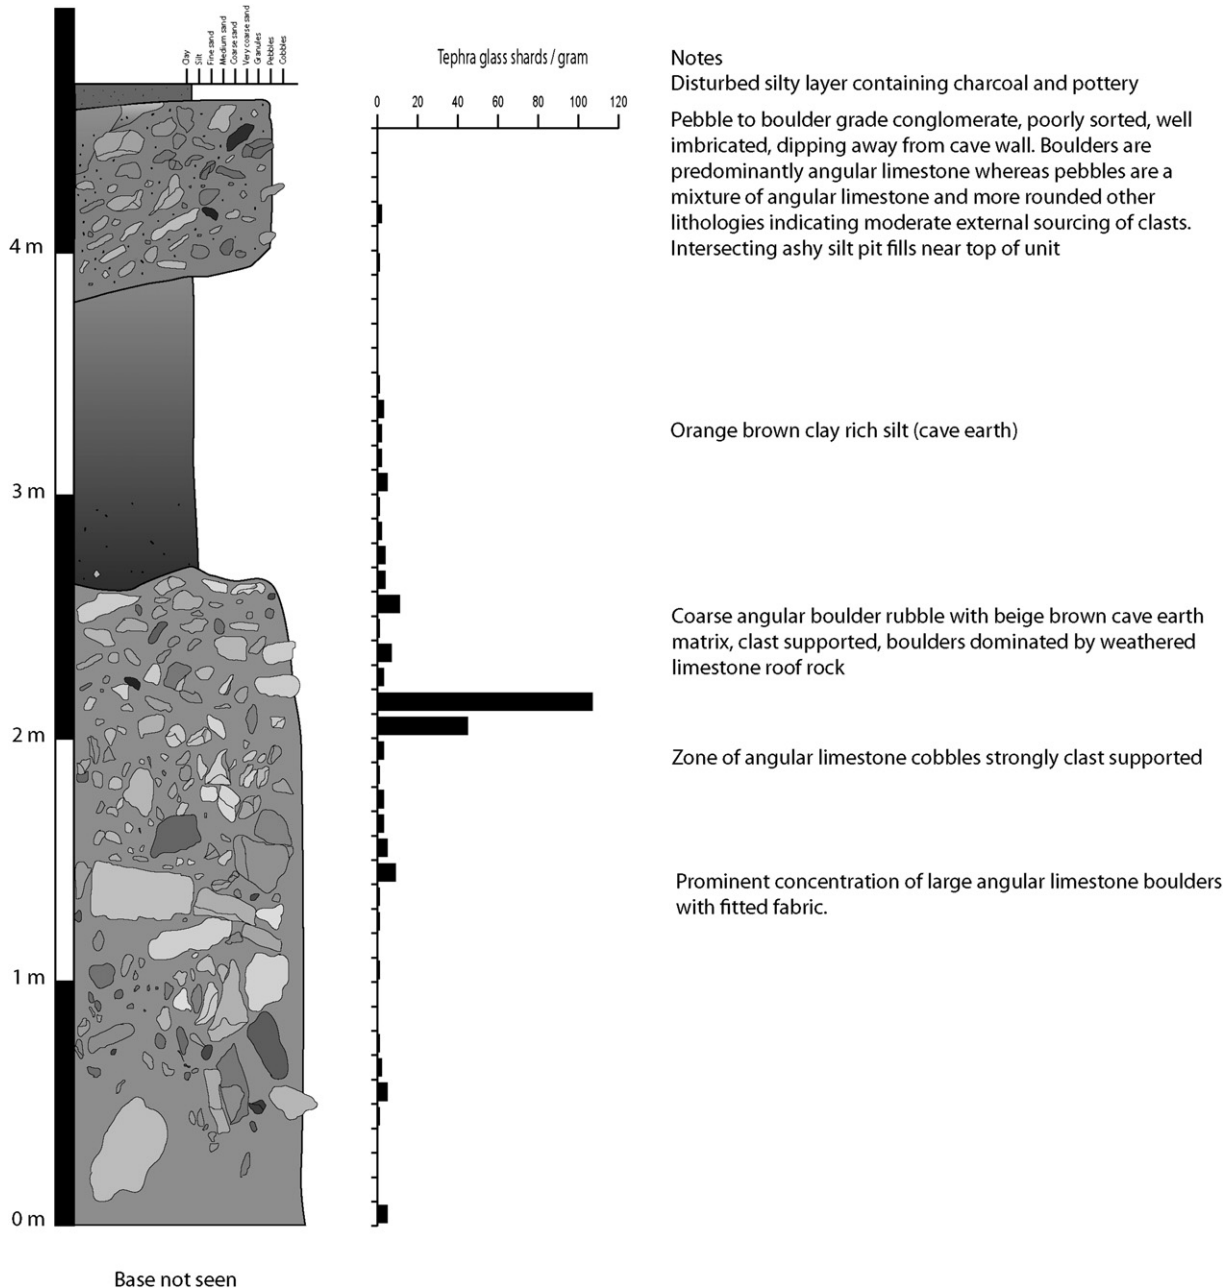 Clay
Silt
Fine sand
Medium sand
Coarse sand
Very coarse sand
Granules
Pebbles
Cobbles
Tephra glass shards / gram
0 20 40 60 80 100 120
Notes
Disturbed silty layer containing charcoal and pottery
Pebble to boulder grade conglomerate, poorly sorted, well
imbricated, dipping away from cave wall. Boulders are
predominantly angular limestone whereas pebbles are a
mixture of angular limestone and more rounded other
lithologies indicating moderate external sourcing of clasts.
Intersecting ashy silt pit fills near top of unit
4 m
Orange brown clay rich silt (cave earth)
3 m
Coarse angular boulder rubble with beige brown cave earth
matrix, clast supported, boulders dominated by weathered
limestone roof rock
2 m
Zone of angular limestone cobbles strongly clast supported
Prominent concentration of large angular limestone boulders
with fitted fabric.
1 m
0 m
Base not seen